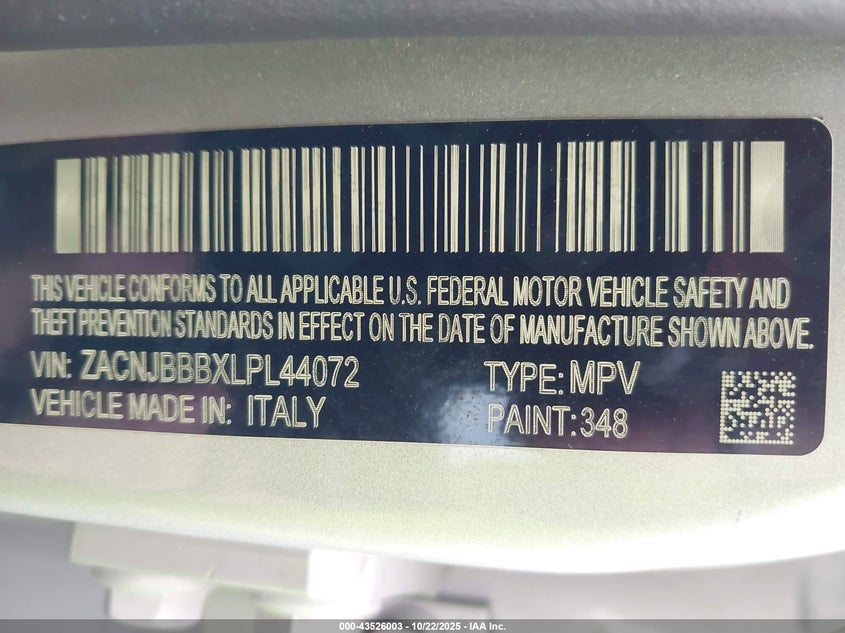 THIS VEHICLE CONFORMS TO ALL APPLICABLE U.S. FEDERAL MOTOR VEHICLE SAFETY AND
THEFT PREVENTION STANDARDS IN EFFECT ON THE DATE OF MANUFACTURE SHOWN ABOVE.
VIN: ZACNJBBBXLPL44072 TYPE: MPV
VEHICLE MADE IN: ITALY PAINT: 348
000-43526003 - 10/22/2025 - IAA Inc.